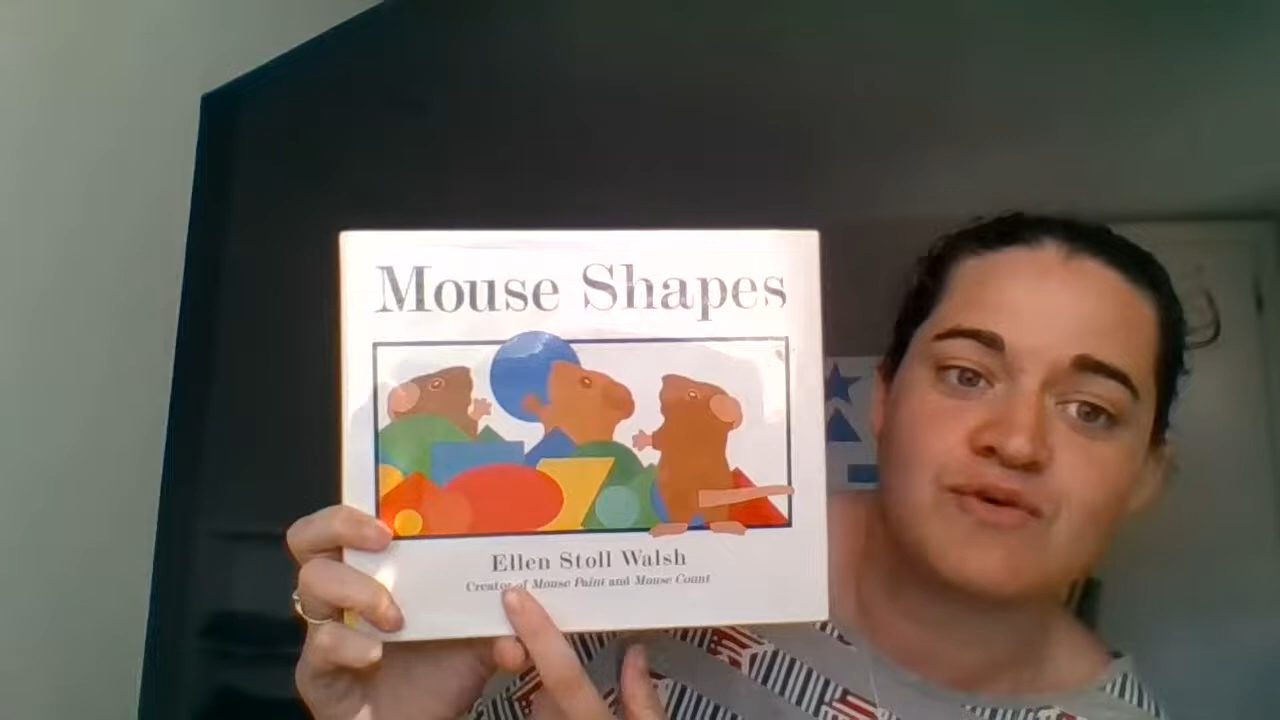 Mouse Shapes
Ellen Stoll Walsh
Creator of Mouse Paint and Mouse Count